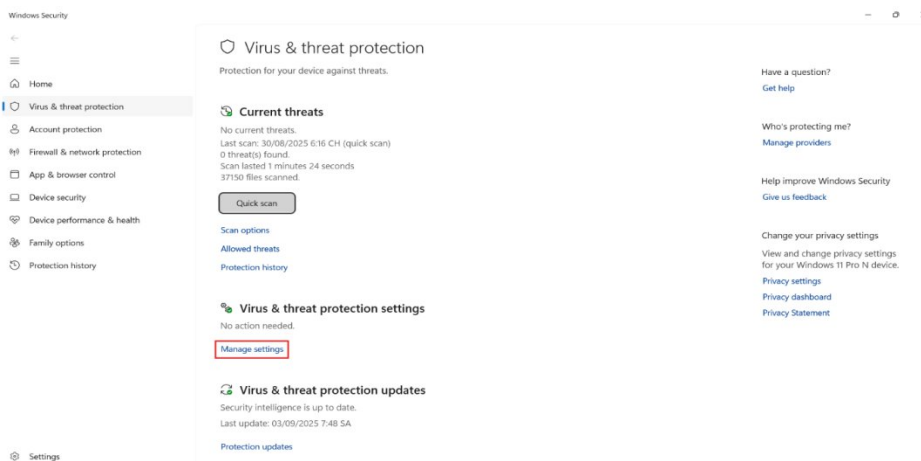 Windows Security
Home
Virus & threat protection
Account protection
Firewall & network protection
App & browser control
Device security
Device performance & health
Family options
Protection history
Settings
Virus & threat protection
Protection for your device against threats.
Current threats
No current threats.
Last scan: 30/08/2025 6:16 CH (quick scan)
0 threat(s) found.
Scan lasted 1 minutes 24 seconds
37150 files scanned.
Quick scan
Scan options
Allowed threats
Protection history
Virus & threat protection settings
No action needed.
Manage settings
Virus & threat protection updates
Security intelligence is up to date.
Last update: 03/09/2025 7:48 SA
Protection updates
Have a question?
Get help
Who's protecting me?
Manage providers
Help improve Windows Security
Give us feedback
Change your privacy settings
View and change privacy settings
for your Windows 11 Pro N device.
Privacy settings
Privacy dashboard
Privacy Statement